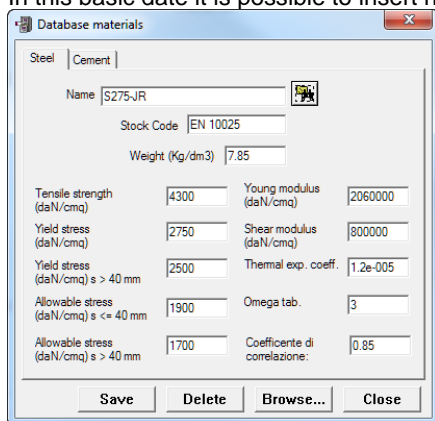 In this basic date it is possible to insert
Database materials
Steel Cement
Name S275-JR
Stock Code EN 10025
Weight (Kg/dm3) 7.85
Tensile strength (daN/cmq) 4300 Young modulus (daN/cmq) 2060000
Yield stress (daN/cmq) 2750 Shear modulus (daN/cmq) 800000
Yield stress (daN/cmq) s > 40 mm 2500 Thermal exp. coeff. 1.2e-005
Allowable stress (daN/cmq) s <= 40 mm 1900 Omega tab. 3
Allowable stress (daN/cmq) s > 40 mm 1700 Coefficente di correlazione: 0.85
Save Delete Browse... Close